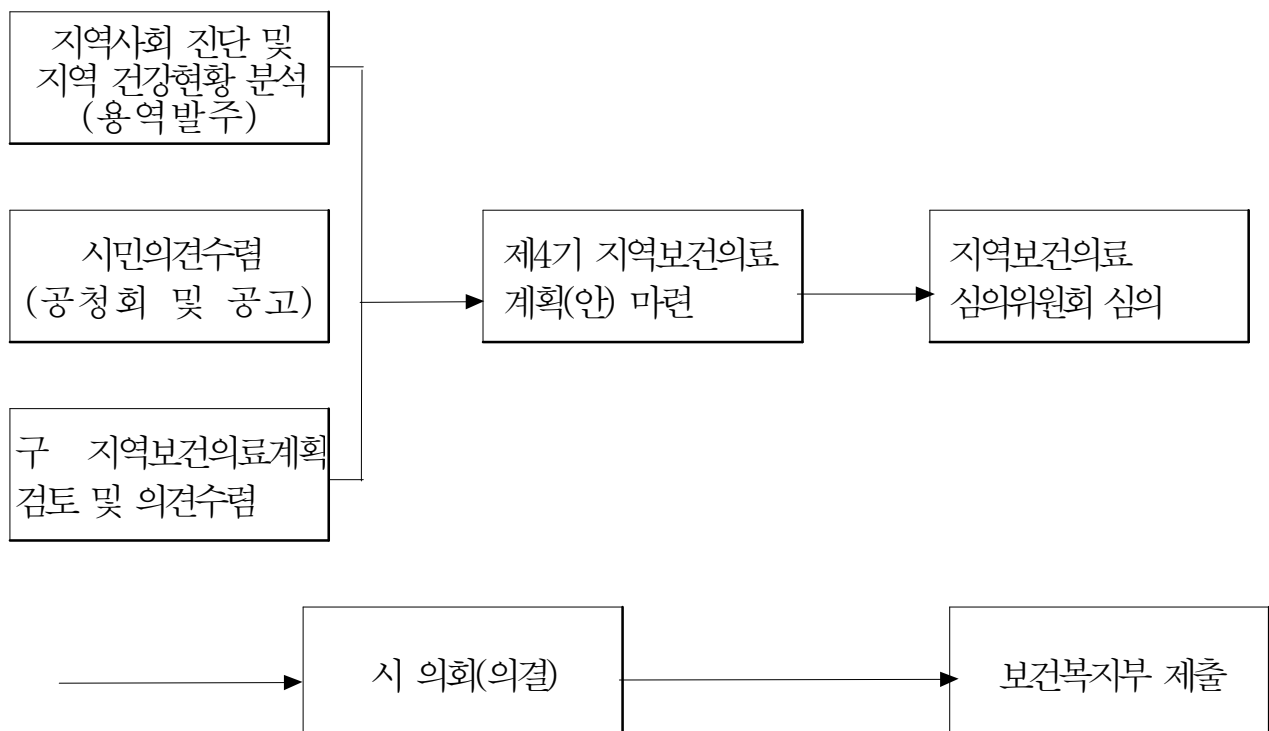 지역사회 진단 및
지역 건강현황 분석
(용역발주)
시민의견수렴
(공청회 및 공고)
구 지역보건의료계획
검토 및 의견수렴
제4기 지역보건의료
계획(안) 마련
지역보건의료
심의위원회 심의
시 의회(의결)
보건복지부 제출